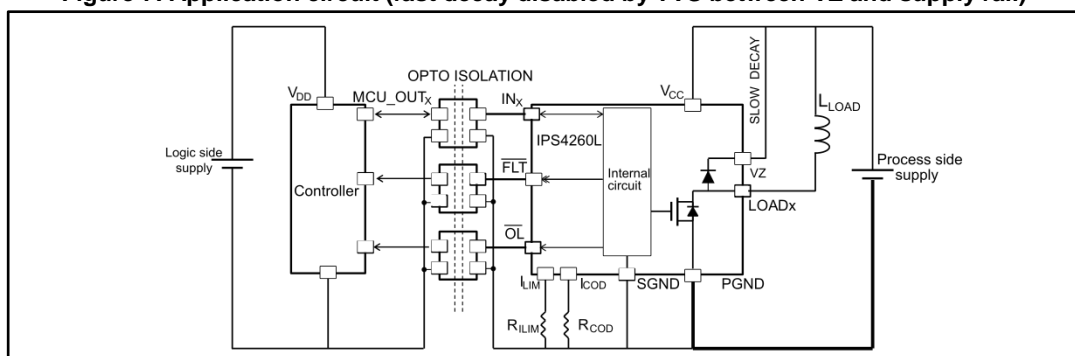 Figure 7: Application circuit (fast decay disabled by TVS between VZ and supply rail)
OPTO ISOLATION
VDD
MCU_OUTX
INX
VCC
SLOW DECAY
LLOAD
IPS4260L
Logic side
supply
Controller
FLT
Internal
circuit
VZ
Process side
supply
LOADx
OL
ILIM
ICOD
SGND
PGND
RILIM
RCOD